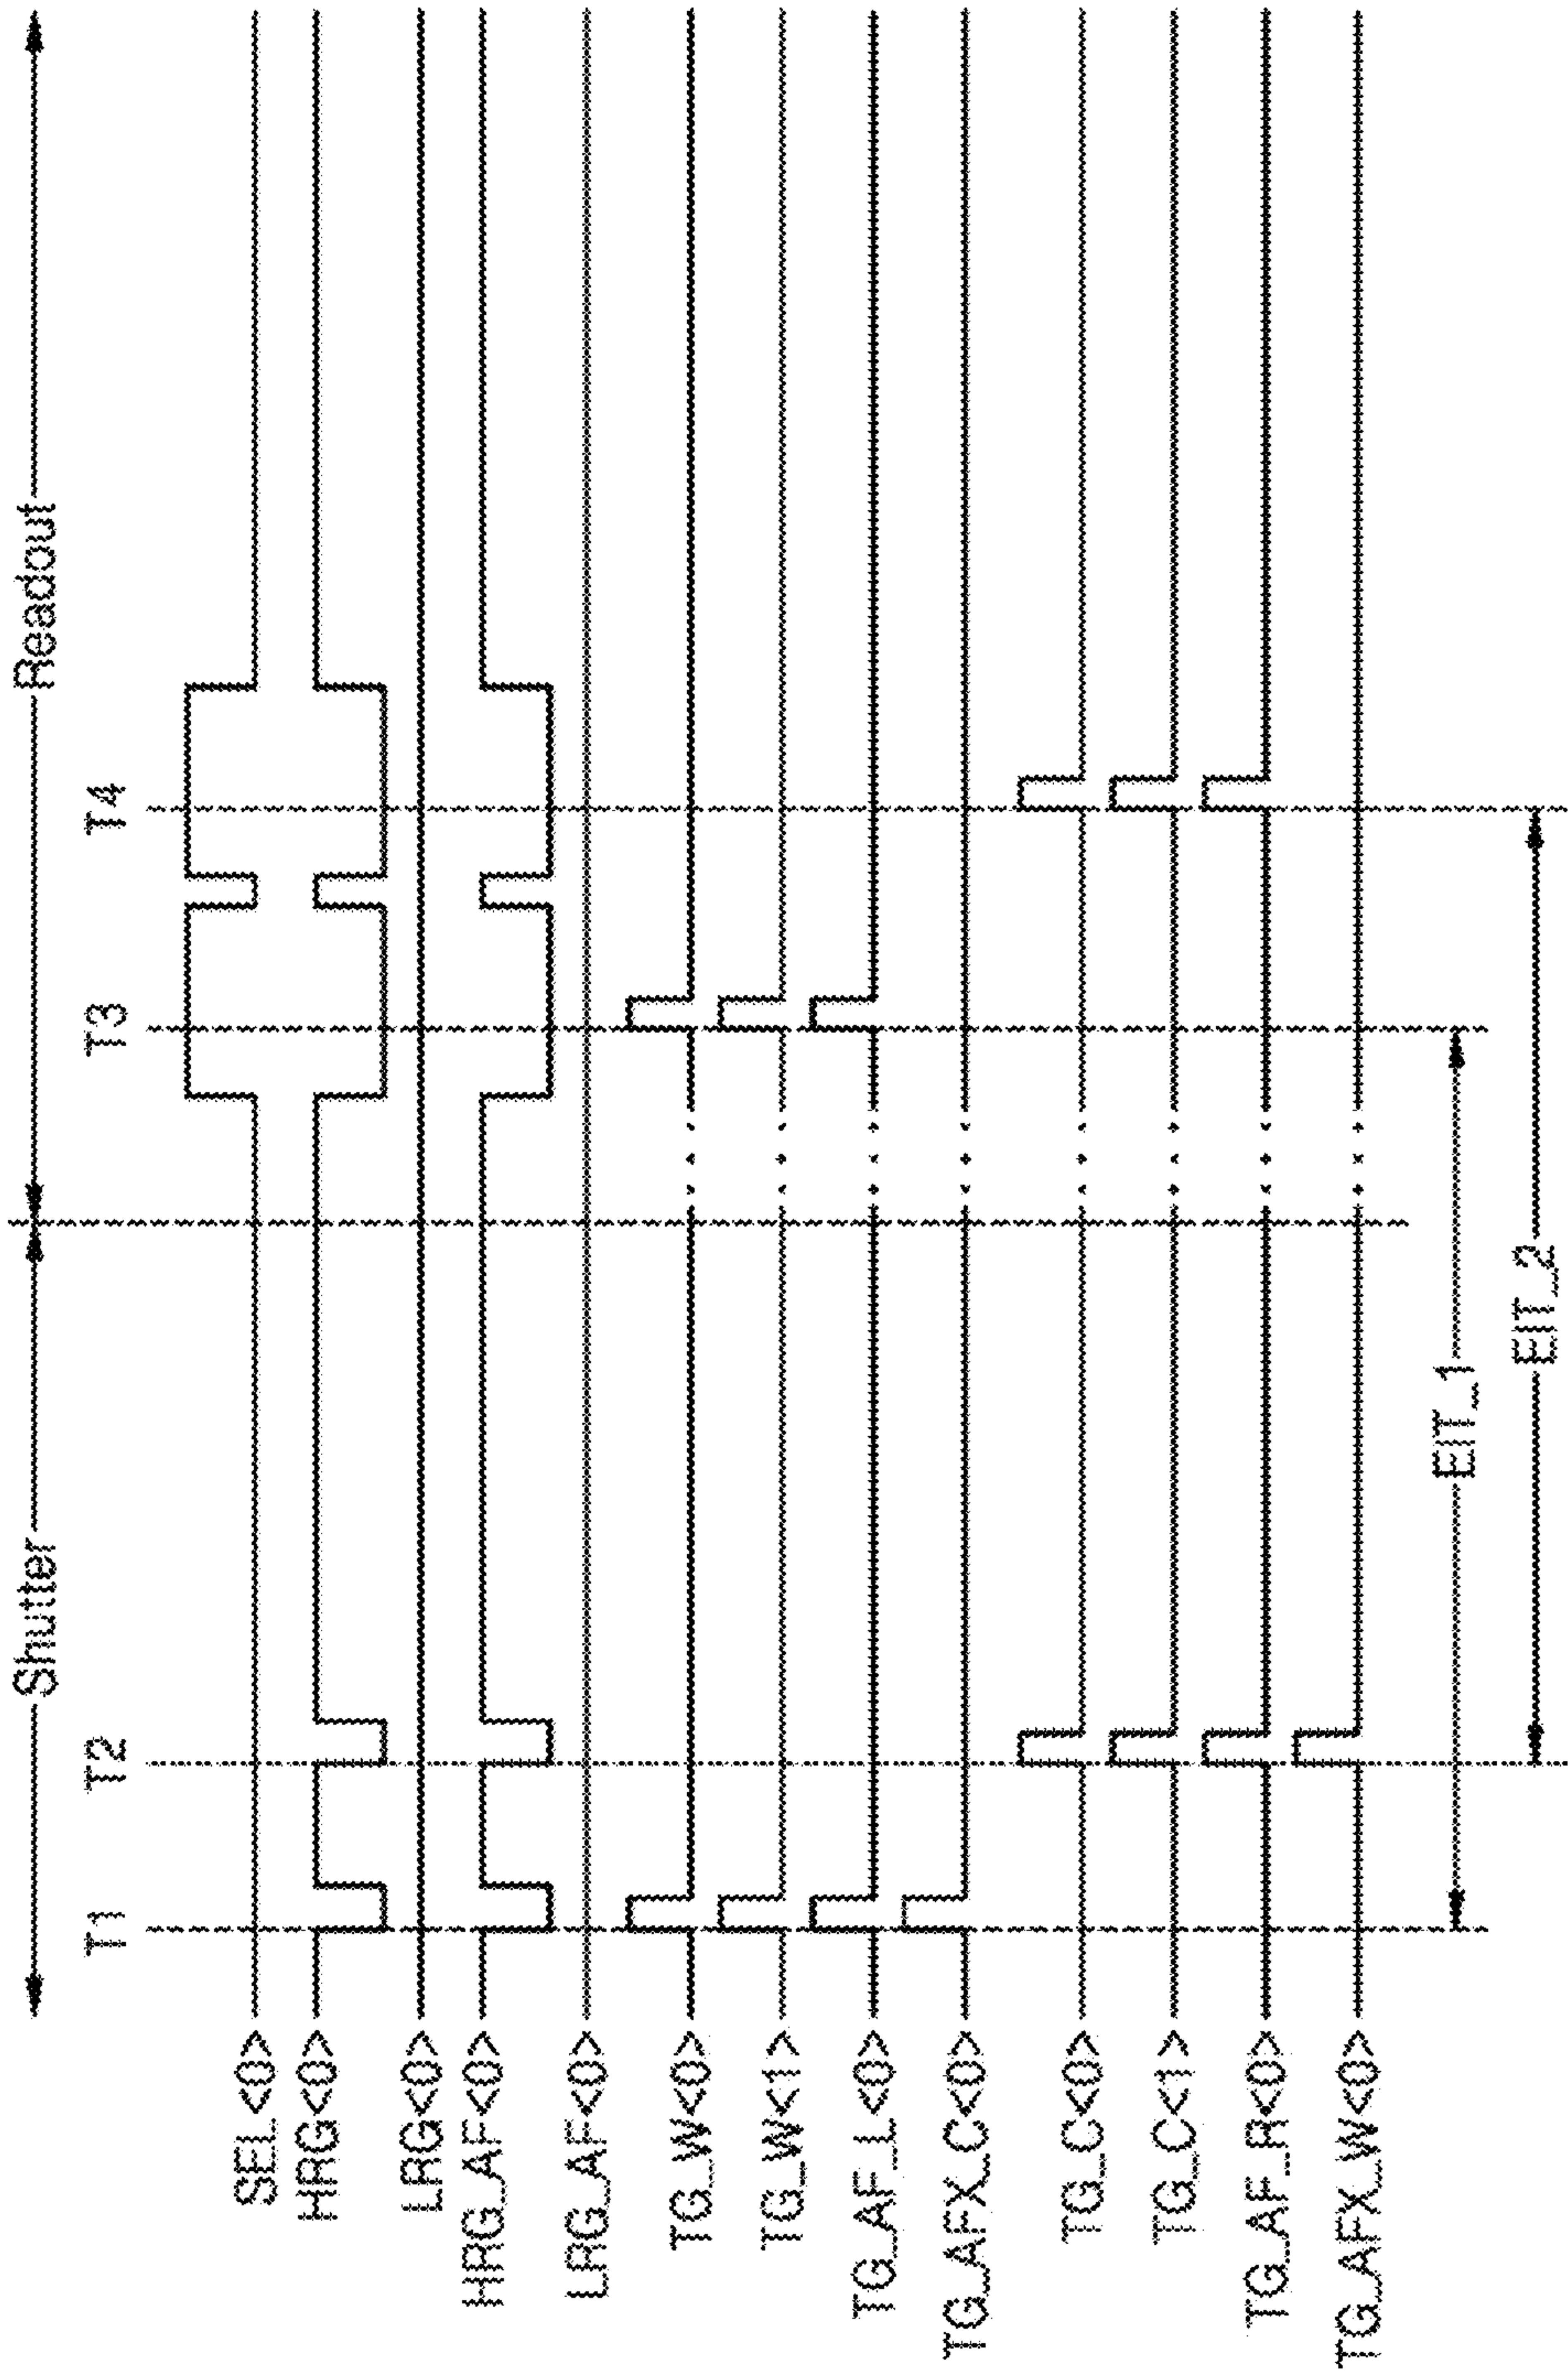 Shutter
Readout
T1
T2
T3
T4
SEL<0>
HRG<0>
LRG<0>
HRG_AF<0>
LRG_AF<0>
TG_W<0>
TG_W<1>
TG_AF_L<0>
TG_AFX_C<0>
TG_C<0>
TG_C<1>
TG_AF_R<0>
TG_AFX_W<0>
EIT_1
EIT_2